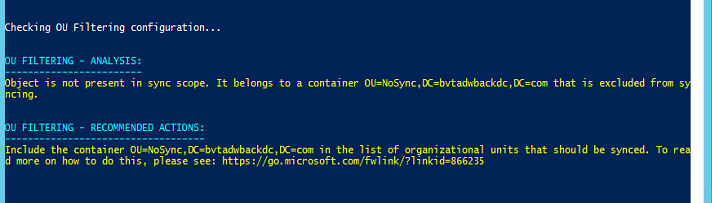 Checking OU Filtering configuration...
OU FILTERING - ANALYSIS:
------------------------
Object is not present in sync scope. It belongs to a container OU=NoSync,DC=bvtadwbackdc,DC=com that is excluded from sy
ncing.
OU FILTERING - RECOMMENDED ACTIONS:
-----------------------------------
Include the container OU=NoSync,DC=bvtadwbackdc,DC=com in the list of organizational units that should be synced. To rea
d more on how to do this, please see: https://go.microsoft.com/fwlink/?linkid=866235